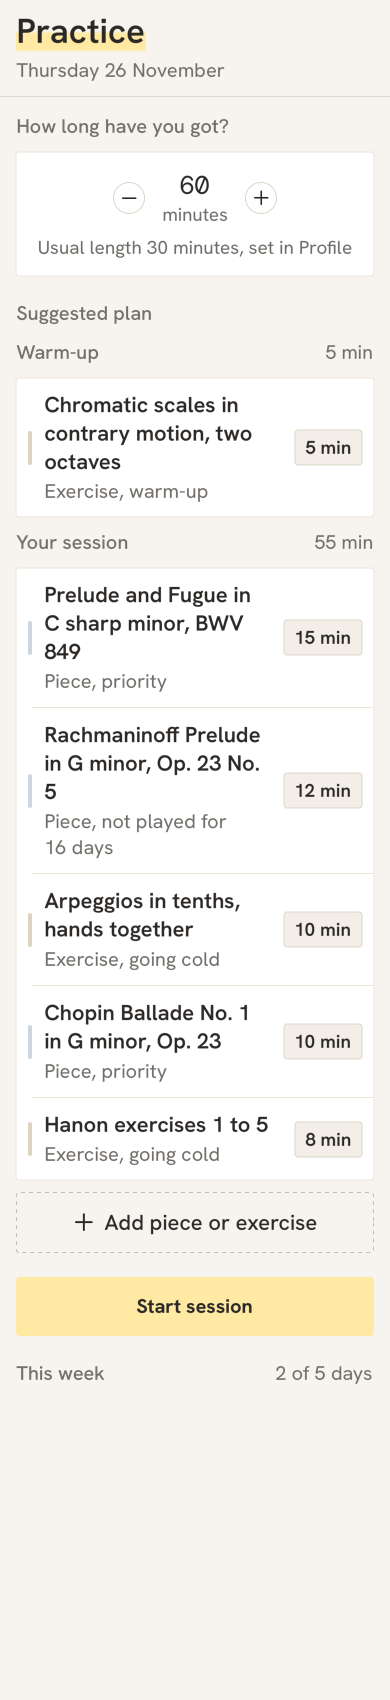 Practice
Thursday 26 November
How long have you got?
60
minutes
Usual length 30 minutes, set in Profile
Suggested plan
Warm-up 5 min
Chromatic scales in
contrary motion, two
octaves
5 min
Exercise, warm-up
Your session 55 min
Prelude and Fugue in
C sharp minor, BWV
849
15 min
Piece, priority
Rachmaninoff Prelude
in G minor, Op. 23 No.
5
12 min
Piece, not played for
16 days
Arpeggios in tenths,
hands together
10 min
Exercise, going cold
Chopin Ballade No. 1
in G minor, Op. 23
10 min
Piece, priority
Hanon exercises 1 to 5
8 min
Exercise, going cold
+ Add piece or exercise
Start session
This week 2 of 5 days